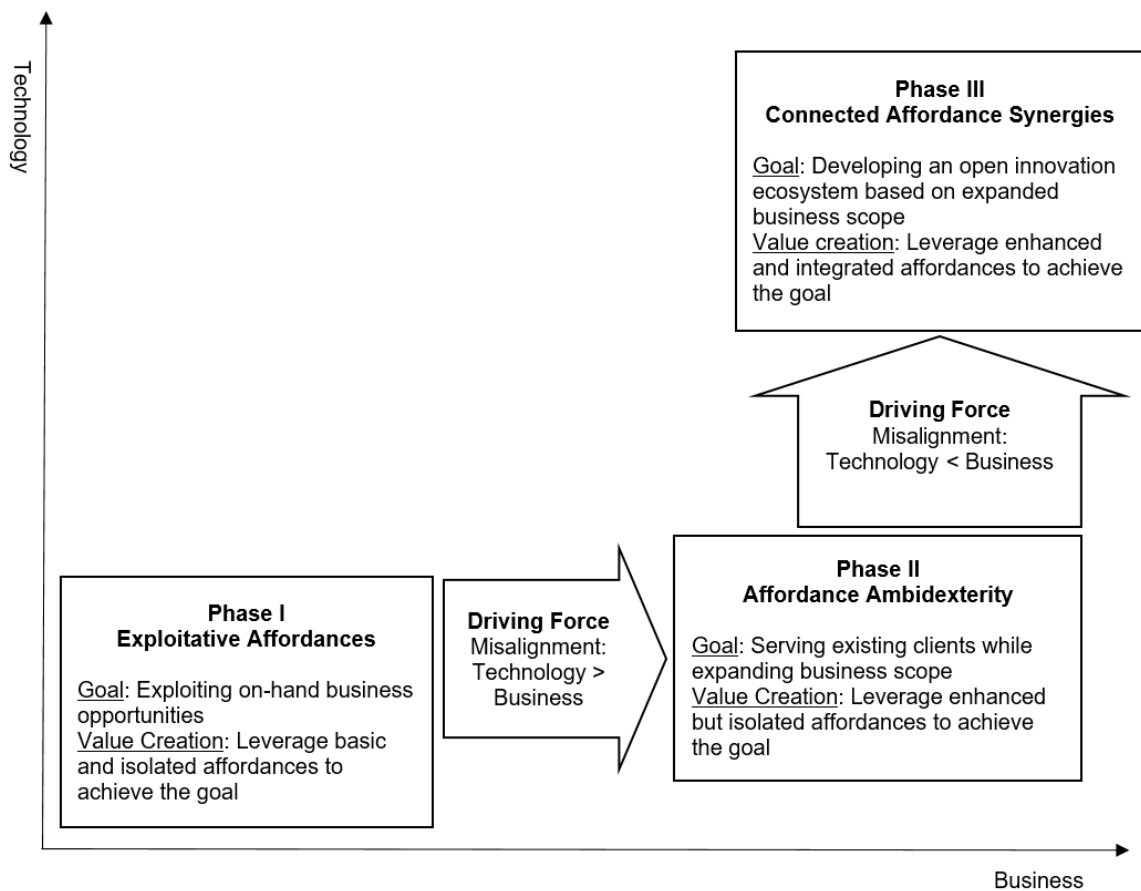 Technology
Phase III
Connected Affordance Synergies
Goal: Developing an open innovation
ecosystem based on expanded
business scope
Value creation: Leverage enhanced
and integrated affordances to achieve
the goal
Driving Force
Misalignment:
Technology < Business
Phase I
Exploitative Affordances
Goal: Exploiting on-hand business
opportunities
Value Creation: Leverage basic
and isolated affordances to
achieve the goal
Driving Force
Misalignment:
Technology >
Business
Phase II
Affordance Ambidexterity
Goal: Serving existing clients while
expanding business scope
Value Creation: Leverage enhanced
but isolated affordances to achieve
the goal
Business